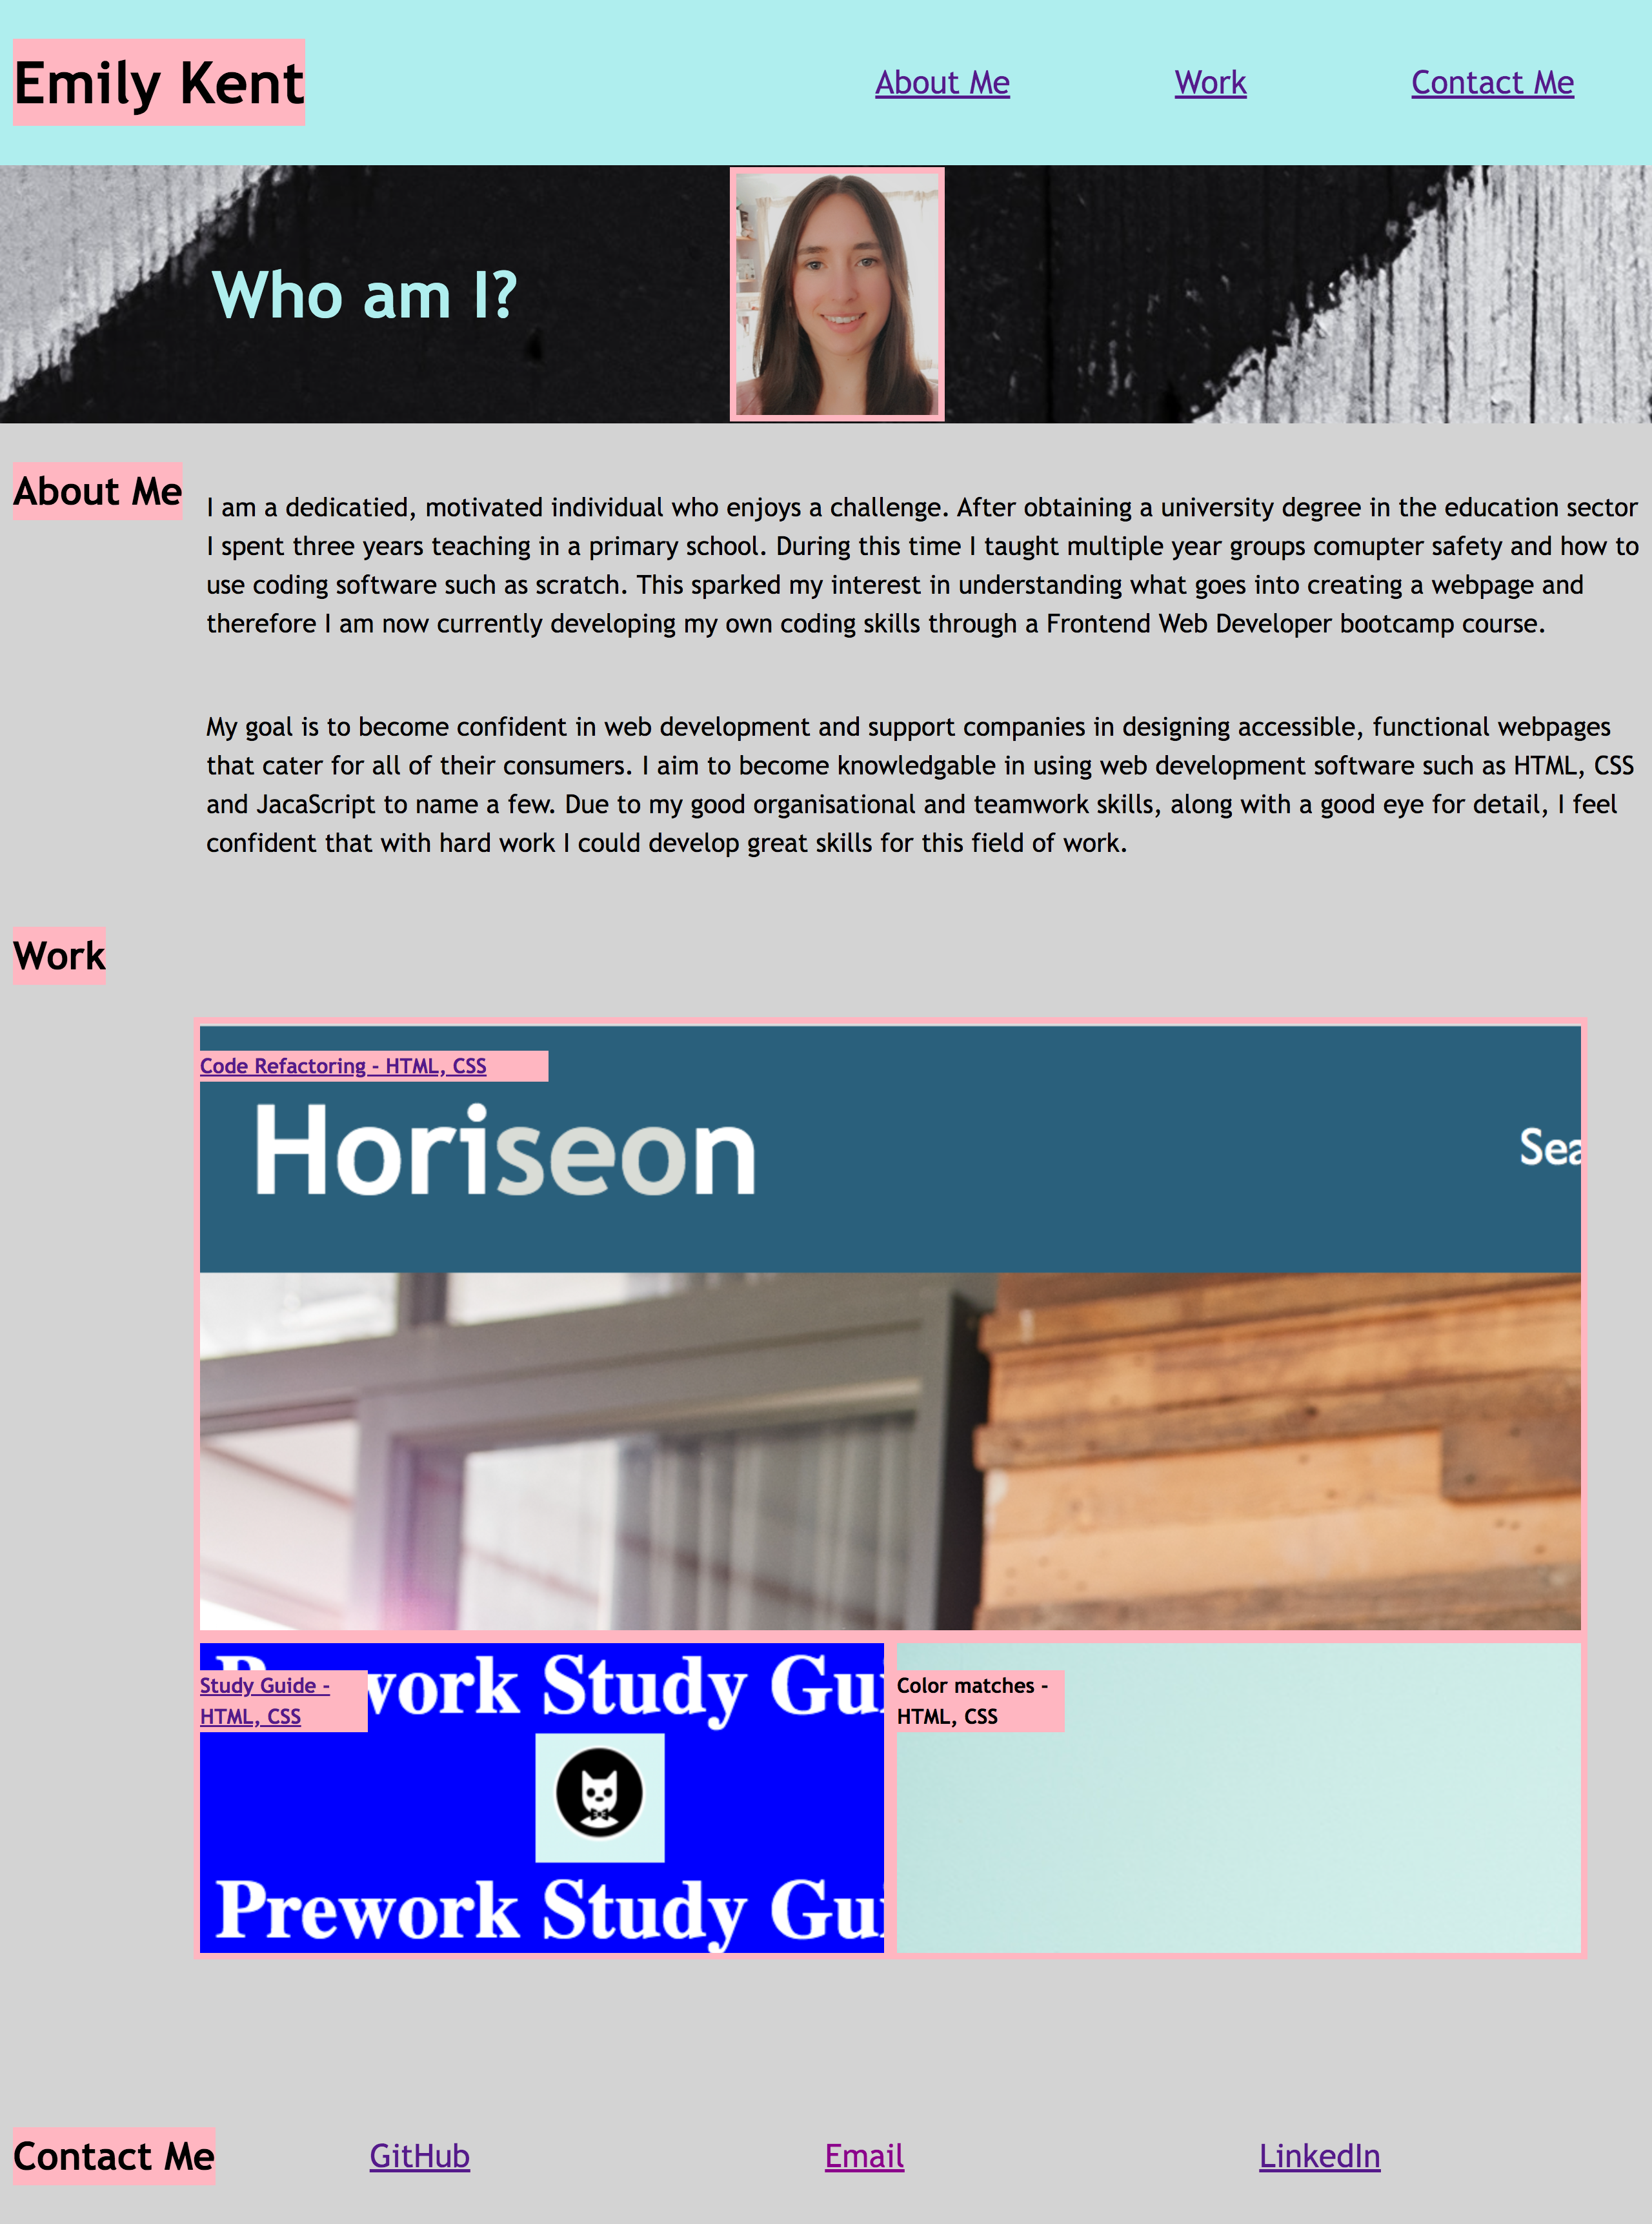 Emily Kent
About Me
Work
Contact Me
Who am I?
About Me
I am a dedicatied, motivated individual who enjoys a challenge. After obtaining a university degree in the education sector
I spent three years teaching in a primary school. During this time I taught multiple year groups comupter safety and how to
use coding software such as scratch. This sparked my interest in understanding what goes into creating a webpage and
therefore I am now currently developing my own coding skills through a Frontend Web Developer bootcamp course.
My goal is to become confident in web development and support companies in designing accessible, functional webpages
that cater for all of their consumers. I aim to become knowledgable in using web development software such as HTML, CSS
and JacaScript to name a few. Due to my good organisational and teamwork skills, along with a good eye for detail, I feel
confident that with hard work I could develop great skills for this field of work.
Work
Code Refactoring - HTML, CSS
Horiseon
Sea
Study Guide -
HTML, CSS
work Study Gui
Color matches -
HTML, CSS
Prework Study Gui
Contact Me
GitHub
Email
LinkedIn